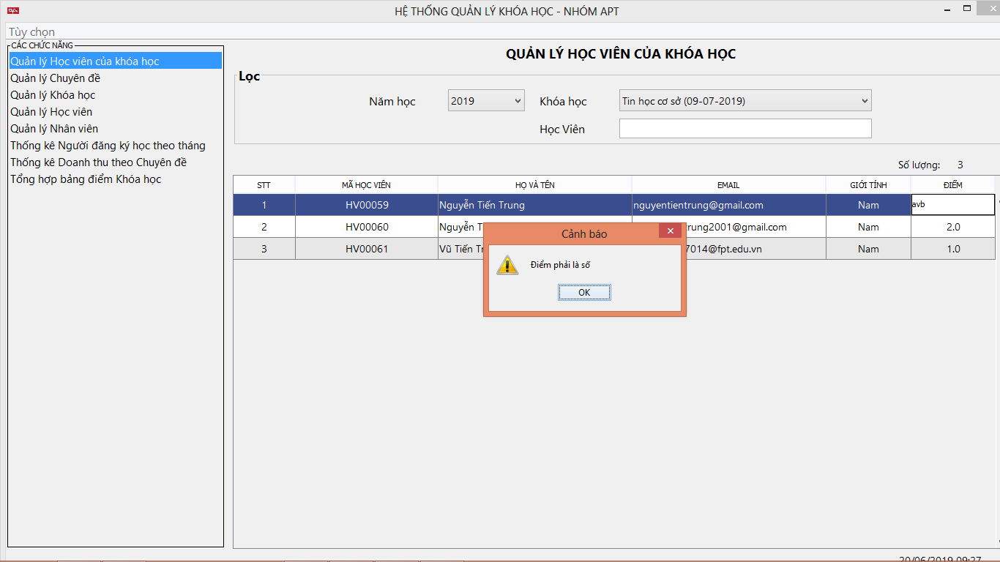 HỆ THỐNG QUẢN LÝ KHÓA HỌC - NHÓM APT
Tùy chọn
CÁC CHỨC NĂNG
Quản lý Học viên của khóa học
Quản lý Chuyên đề
Quản lý Khóa học
Quản lý Học viên
Quản lý Nhân viên
Thống kê Người đăng ký học theo tháng
Thống kê Doanh thu theo Chuyên đề
Tổng hợp bảng điểm Khóa học
QUẢN LÝ HỌC VIÊN CỦA KHÓA HỌC
Lọc
Năm học 2019 Khóa học Tin học cơ sở (09-07-2019)
Học Viên
Số lượng: 3
STT MÃ HỌC VIÊN HỌ VÀ TÊN EMAIL GIỚI TÍNH ĐIỂM
1 HV00059 Nguyễn Tiến Trung nguyentientrung@gmail.com Nam avb
2 HV00060 Nguyễn T trung2001@gmail.com Nam 2.0
3 HV00061 Vũ Tiến Tr 7014@fpt.edu.vn Nam 1.0
Cảnh báo
Điểm phải là số
OK
20/06/2019 09:27